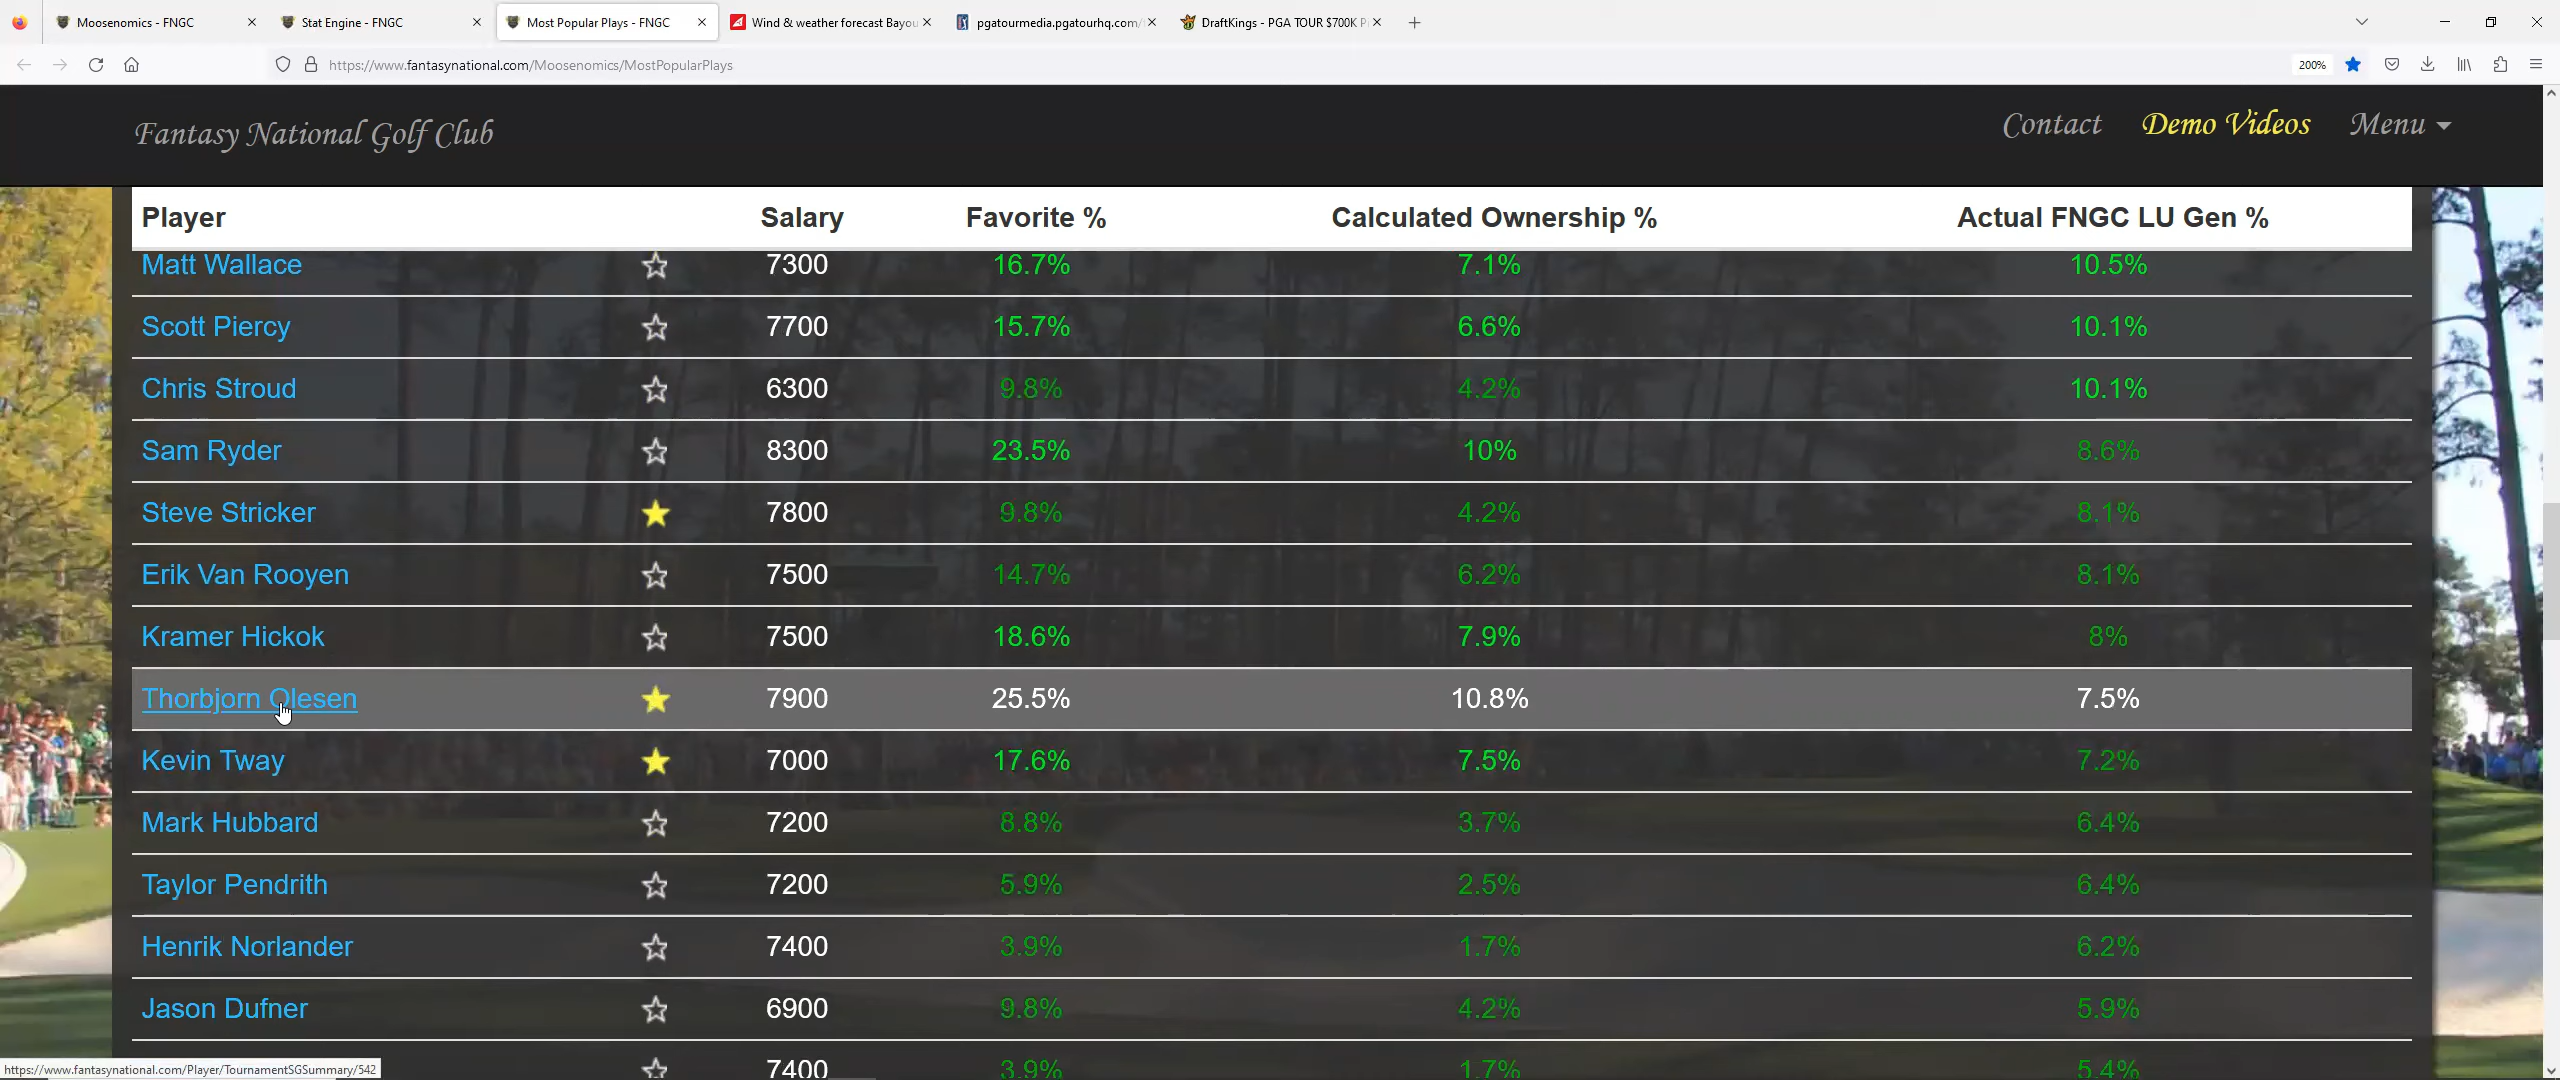 Moosenomics - FNGC
Stat Engine - FNGC
Most Popular Plays - FNGC
Wind & weather forecast Bayou
pgatourmedia.pgatourhq.com/
DraftKings - PGA TOUR $700K P
https://www.fantasynational.com/Moosenomics/MostPopularPlays
200%
Fantasy National Golf Club
Contact Demo Videos Menu
Player Salary Favorite % Calculated Ownership % Actual FNGC LU Gen %
Matt Wallace 7300 16.7% 7.1% 10.5%
Scott Piercy 7700 15.7% 6.6% 10.1%
Chris Stroud 6300 9.8% 4.2% 10.1%
Sam Ryder 8300 23.5% 10% 8.6%
Steve Stricker 7800 9.8% 4.2% 8.1%
Erik Van Rooyen 7500 14.7% 6.2% 8.1%
Kramer Hickok 7500 18.6% 7.9% 8%
Thorbjorn Olesen 7900 25.5% 10.8% 7.5%
Kevin Tway 7000 17.6% 7.5% 7.2%
Mark Hubbard 7200 8.8% 3.7% 6.4%
Taylor Pendrith 7200 5.9% 2.5% 6.4%
Henrik Norlander 7400 3.9% 1.7% 6.2%
Jason Dufner 6900 9.8% 4.2% 5.9%
7400 3.9% 1.7% 5.4%
https://www.fantasynational.com/Player/TournamentSGSummary/542